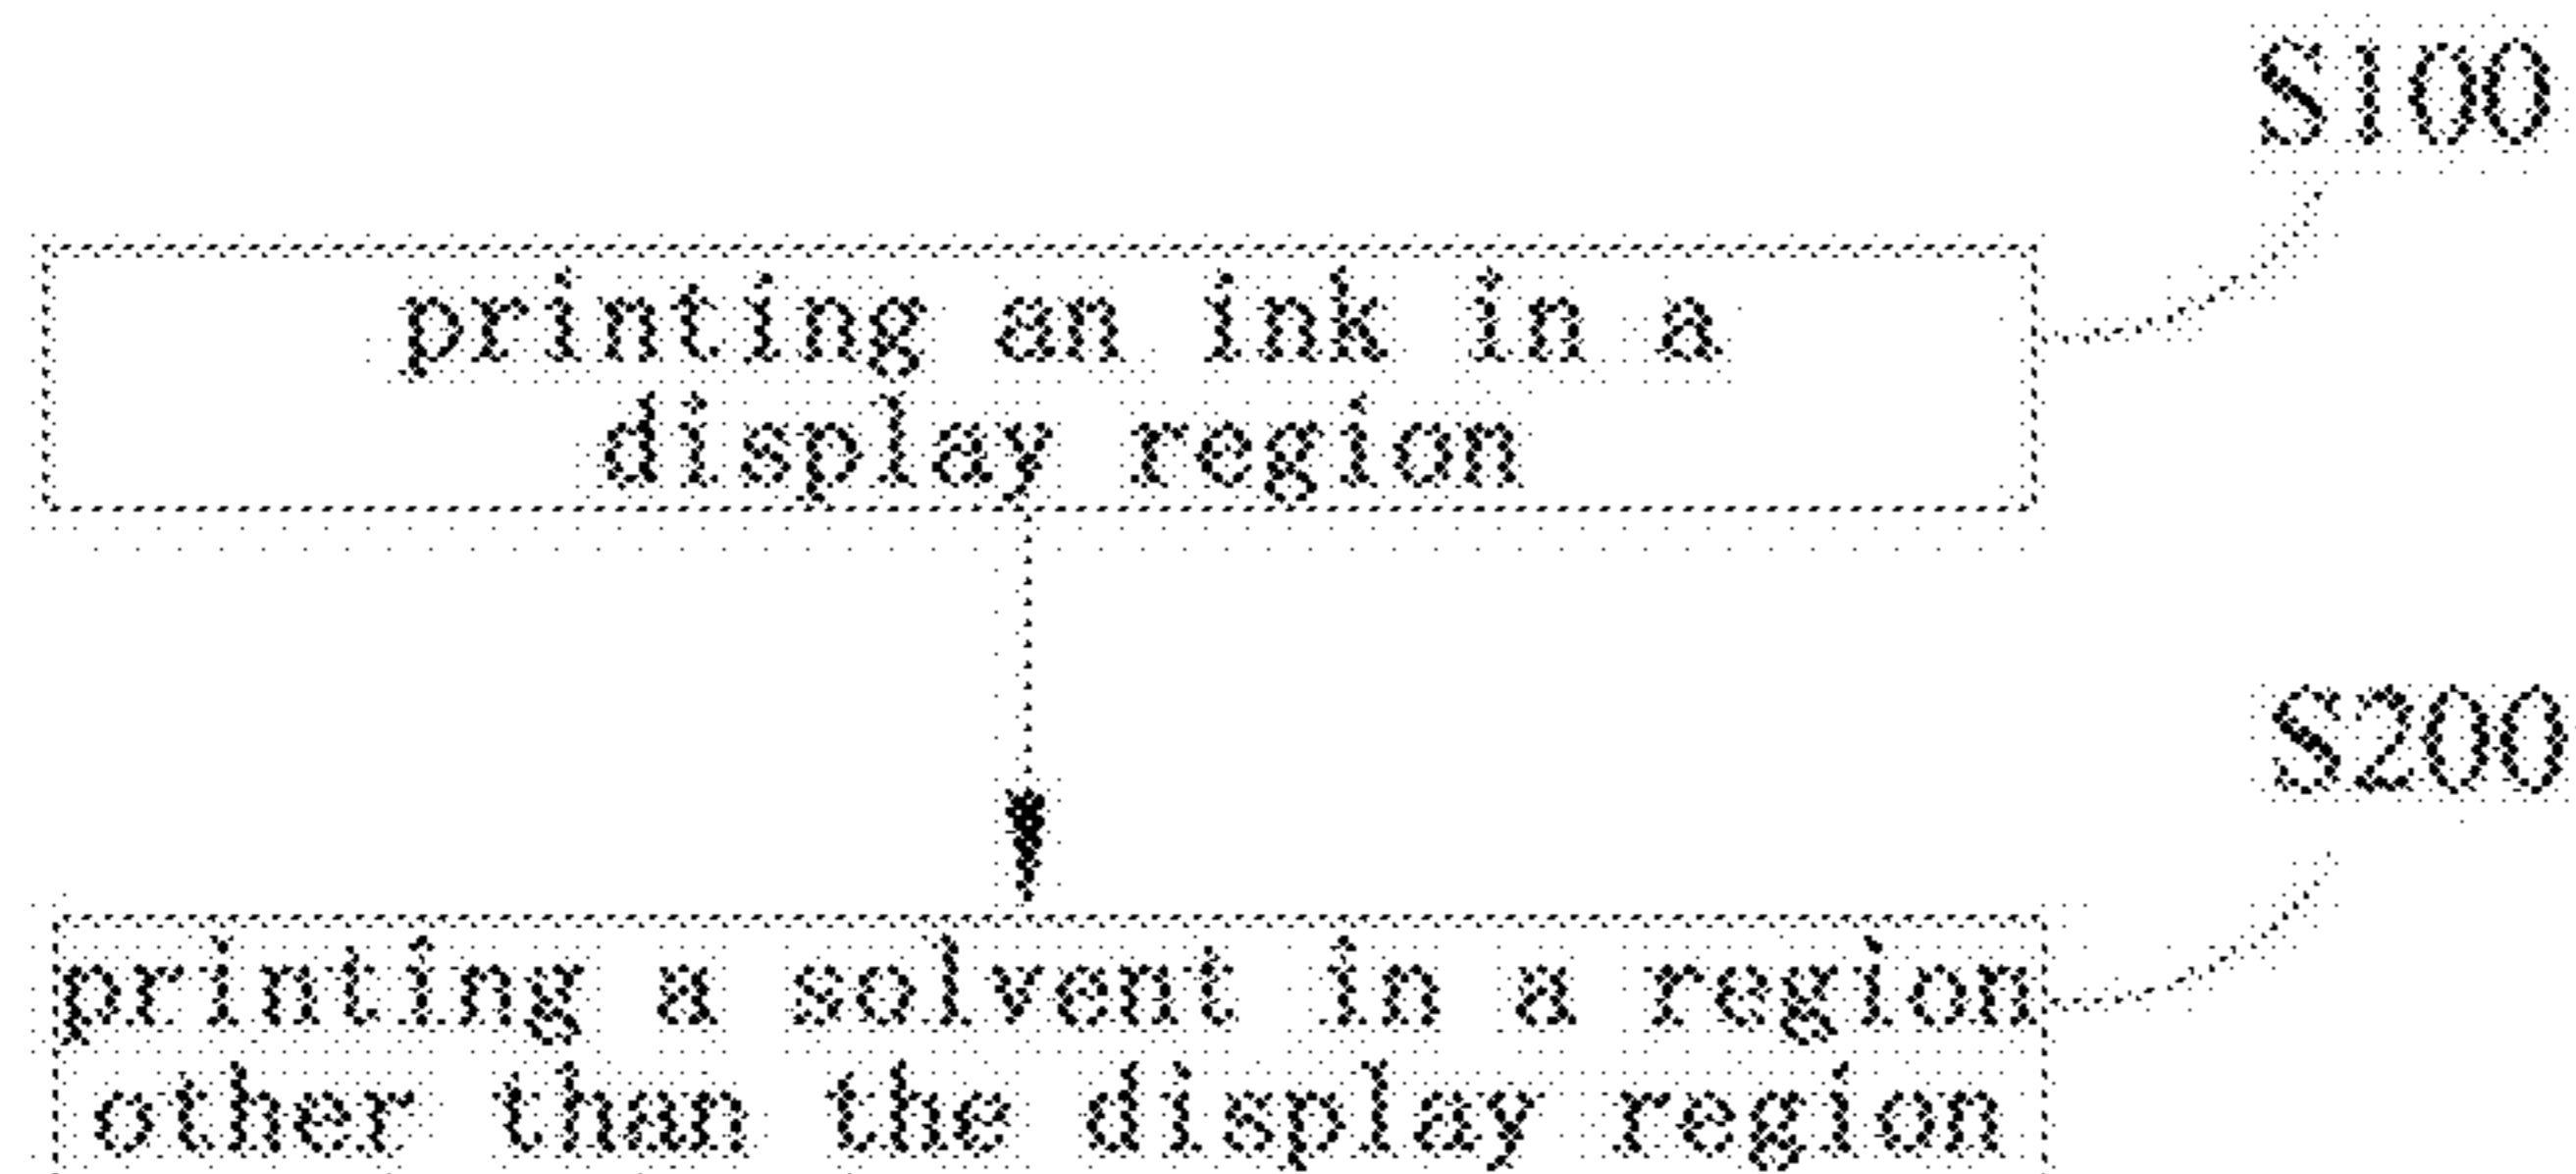 S100
printing an ink in a
display region
S200
printing a solvent in a region
other than the display region